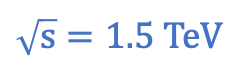 √s = 1.5 TeV